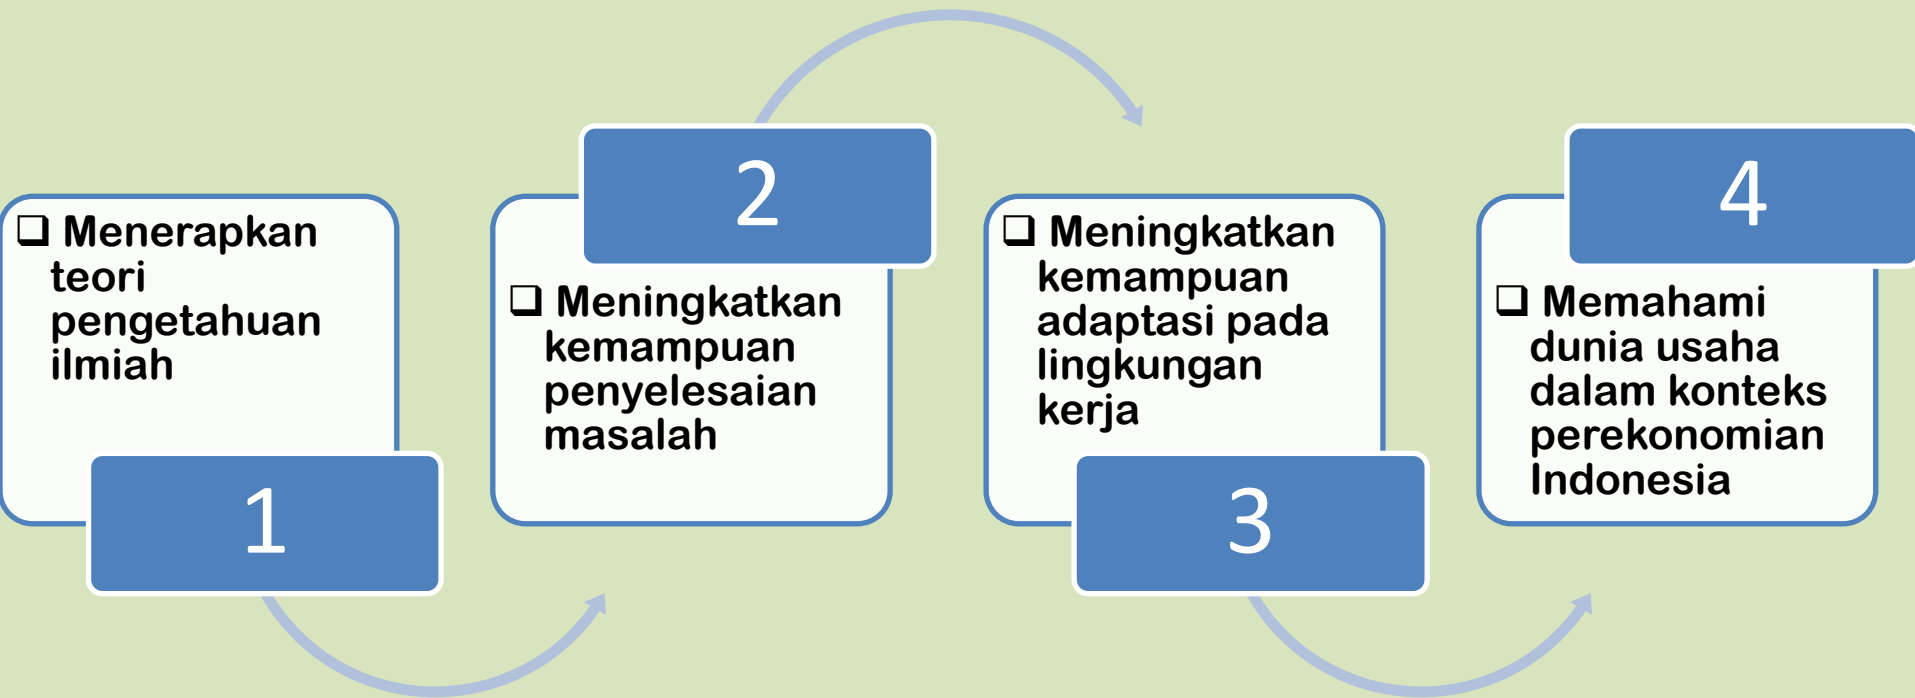 ❑ Menerapkan
teori
pengetahuan
ilmiah
1
2
❑ Meningkatkan
kemampuan
penyelesaian
masalah
❑ Meningkatkan
kemampuan
adaptasi pada
lingkungan
kerja
3
4
❑ Memahami
dunia usaha
dalam konteks
perekonomian
Indonesia